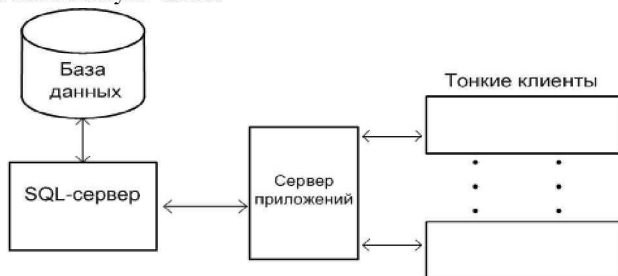 База
данных
Тонкие клиенты
SQL-сервер
Сервер
приложений